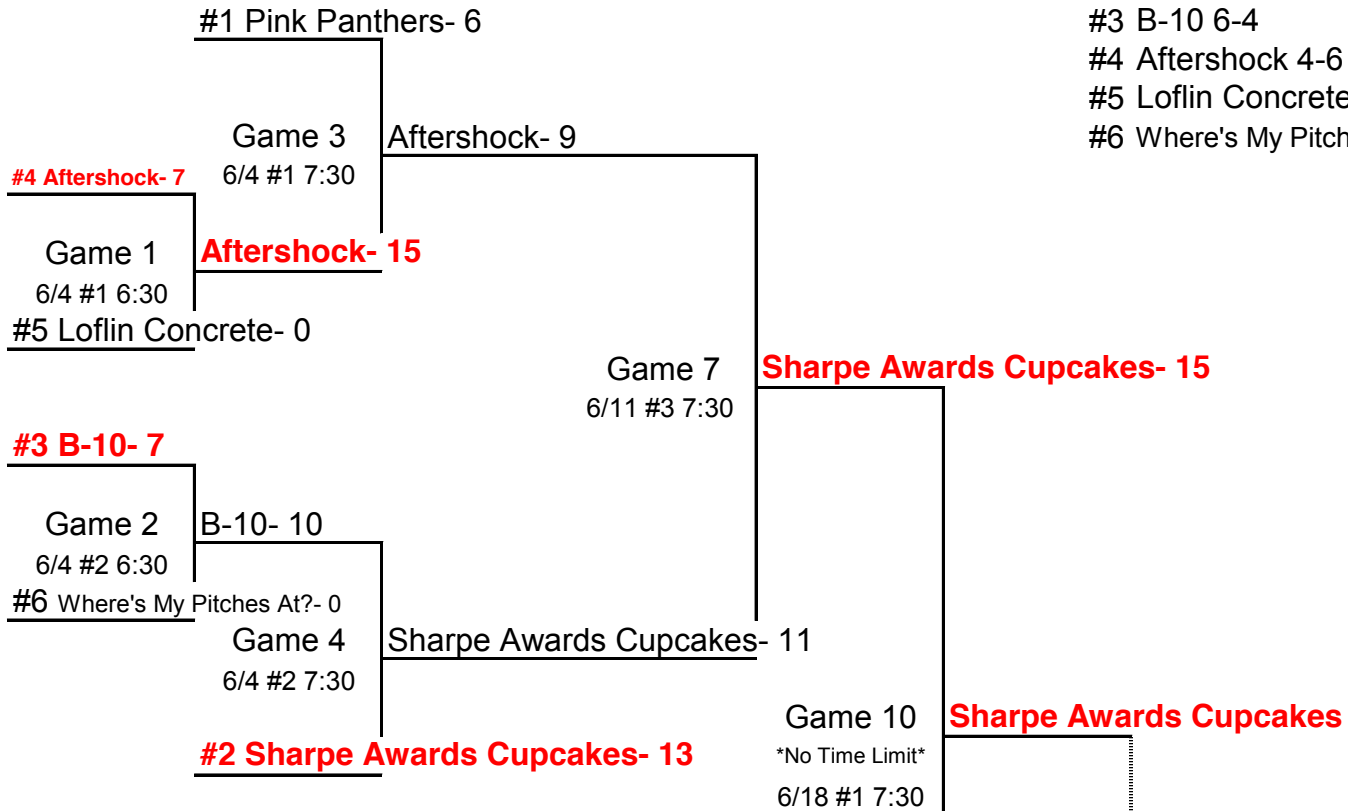 #1 Pink Panthers- 6
#3 B-10 6-4
#4 Aftershock 4-6
#5 Loflin Concrete
#6 Where's My Pitch
Game 3
6/4 #1 7:30
Aftershock- 9
#4 Aftershock- 7
Game 1
6/4 #1 6:30
Aftershock- 15
#5 Loflin Concrete- 0
Game 7
6/11 #3 7:30
Sharpe Awards Cupcakes- 15
#3 B-10- 7
Game 2
6/4 #2 6:30
B-10- 10
#6 Where's My Pitches At?- 0
Game 4
6/4 #2 7:30
Sharpe Awards Cupcakes- 11
#2 Sharpe Awards Cupcakes- 13
Game 10
*No Time Limit*
6/18 #1 7:30
Sharpe Awards Cupcakes